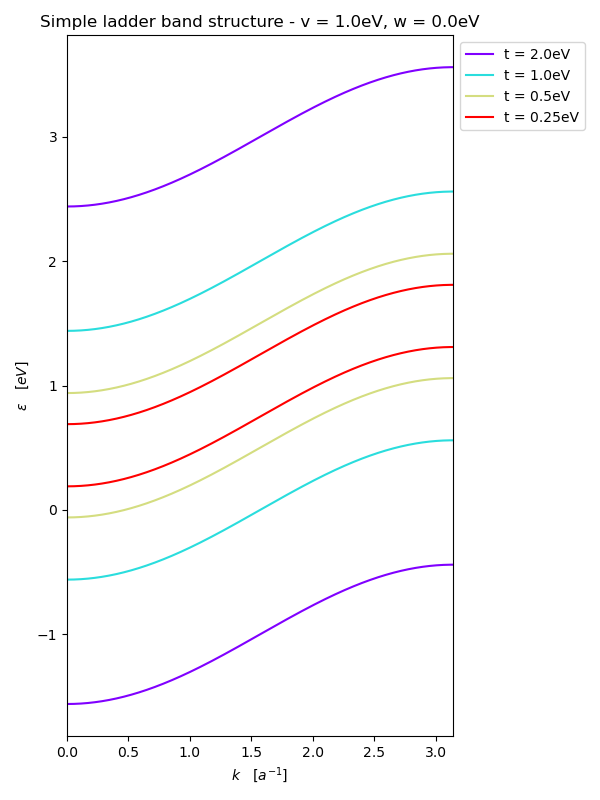 Simple ladder band structure - v = 1.0eV, w = 0.0eV
t = 2.0eV
t = 1.0eV
t = 0.5eV
t = 0.25eV
3
2
1
0
−1
ε [eV]
0.0 0.5 1.0 1.5 2.0 2.5 3.0
k [a⁻¹]